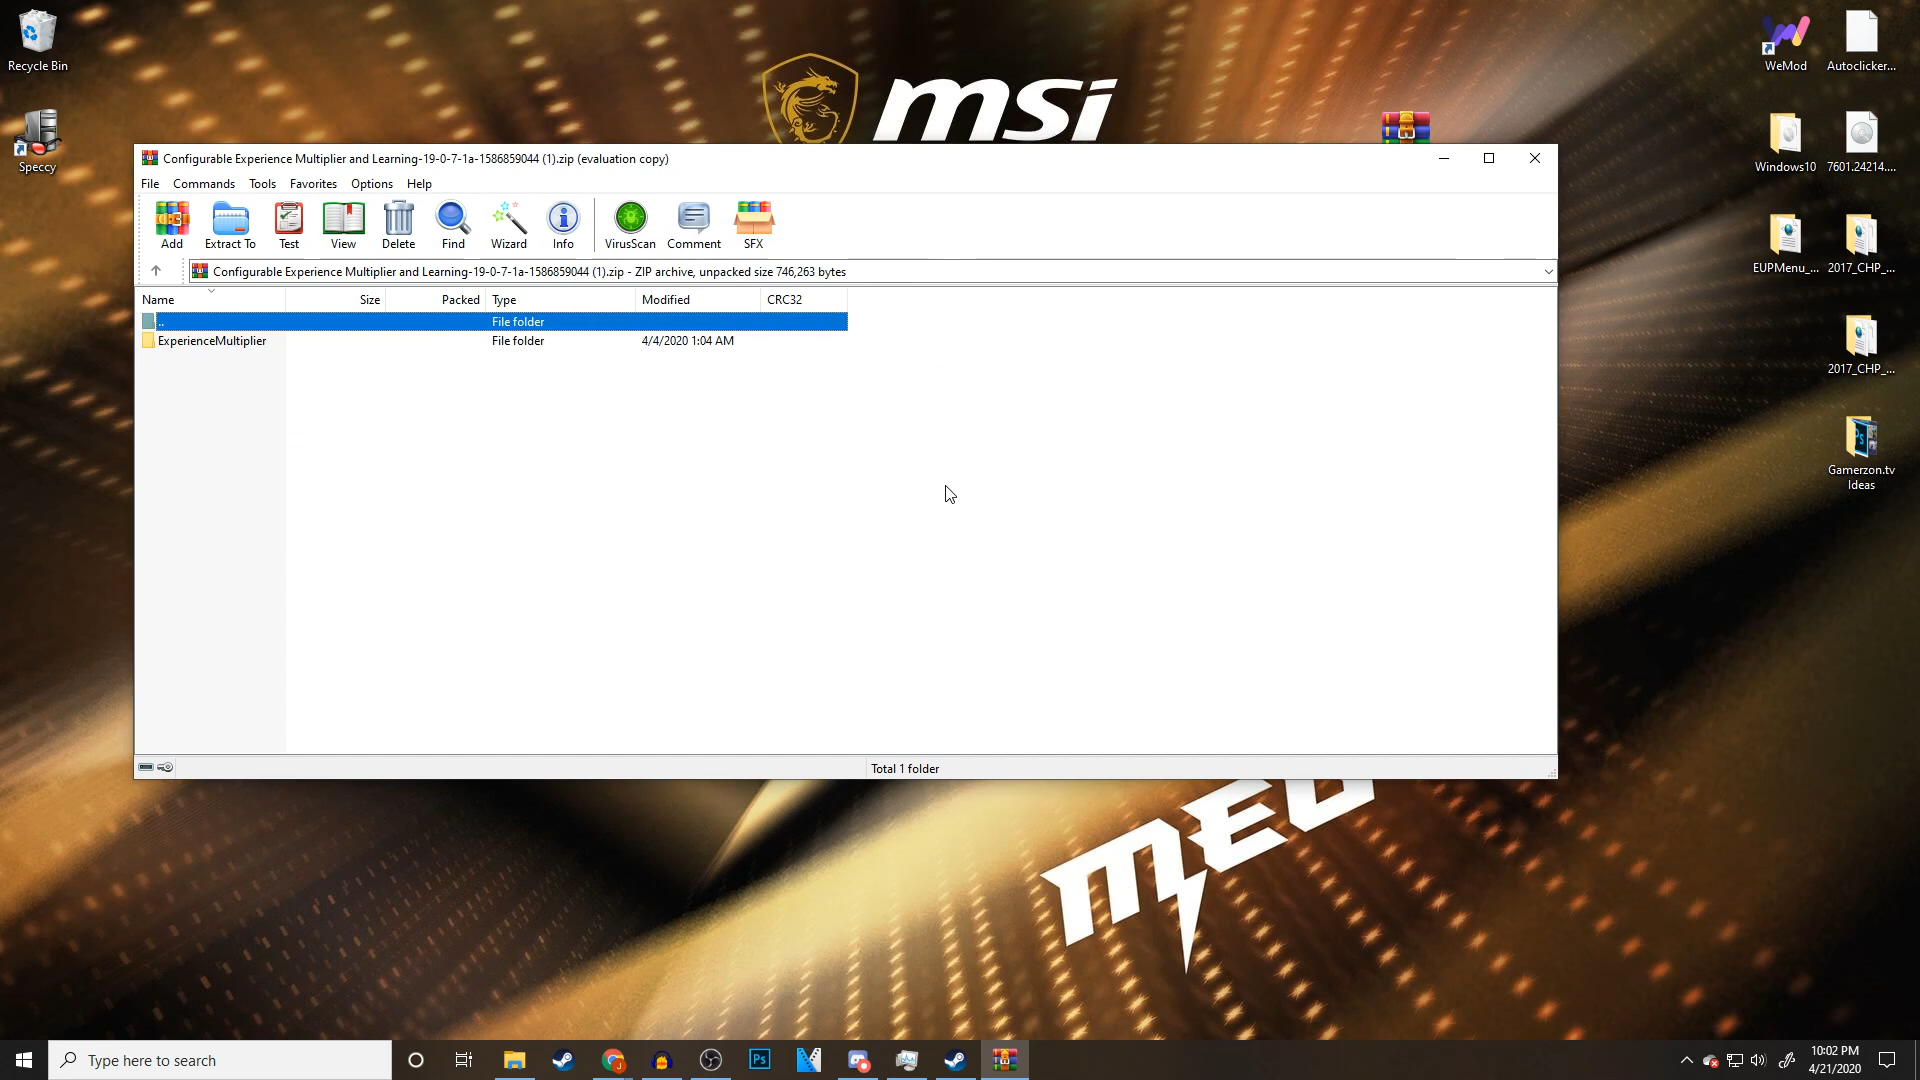 Recycle Bin
Speccy
msi
WeMod
Autoclicker...
Windows10
7601.24214....
EUPMenu_...
2017_CHP_...
2017_CHP_...
Gamerzon.tv
Ideas
Configurable Experience Multiplier and Learning-19-0-7-1a-1586859044 (1).zip (evaluation copy)
File Commands Tools Favorites Options Help
Add Extract To Test View Delete Find Wizard Info VirusScan Comment SFX
Configurable Experience Multiplier and Learning-19-0-7-1a-1586859044 (1).zip - ZIP archive, unpacked size 746,263 bytes
Name Size Packed Type Modified CRC32
.. File folder
ExperienceMultiplier File folder 4/4/2020 1:04 AM
Total 1 folder
MEG
Type here to search
Ps
10:02 PM
4/21/2020